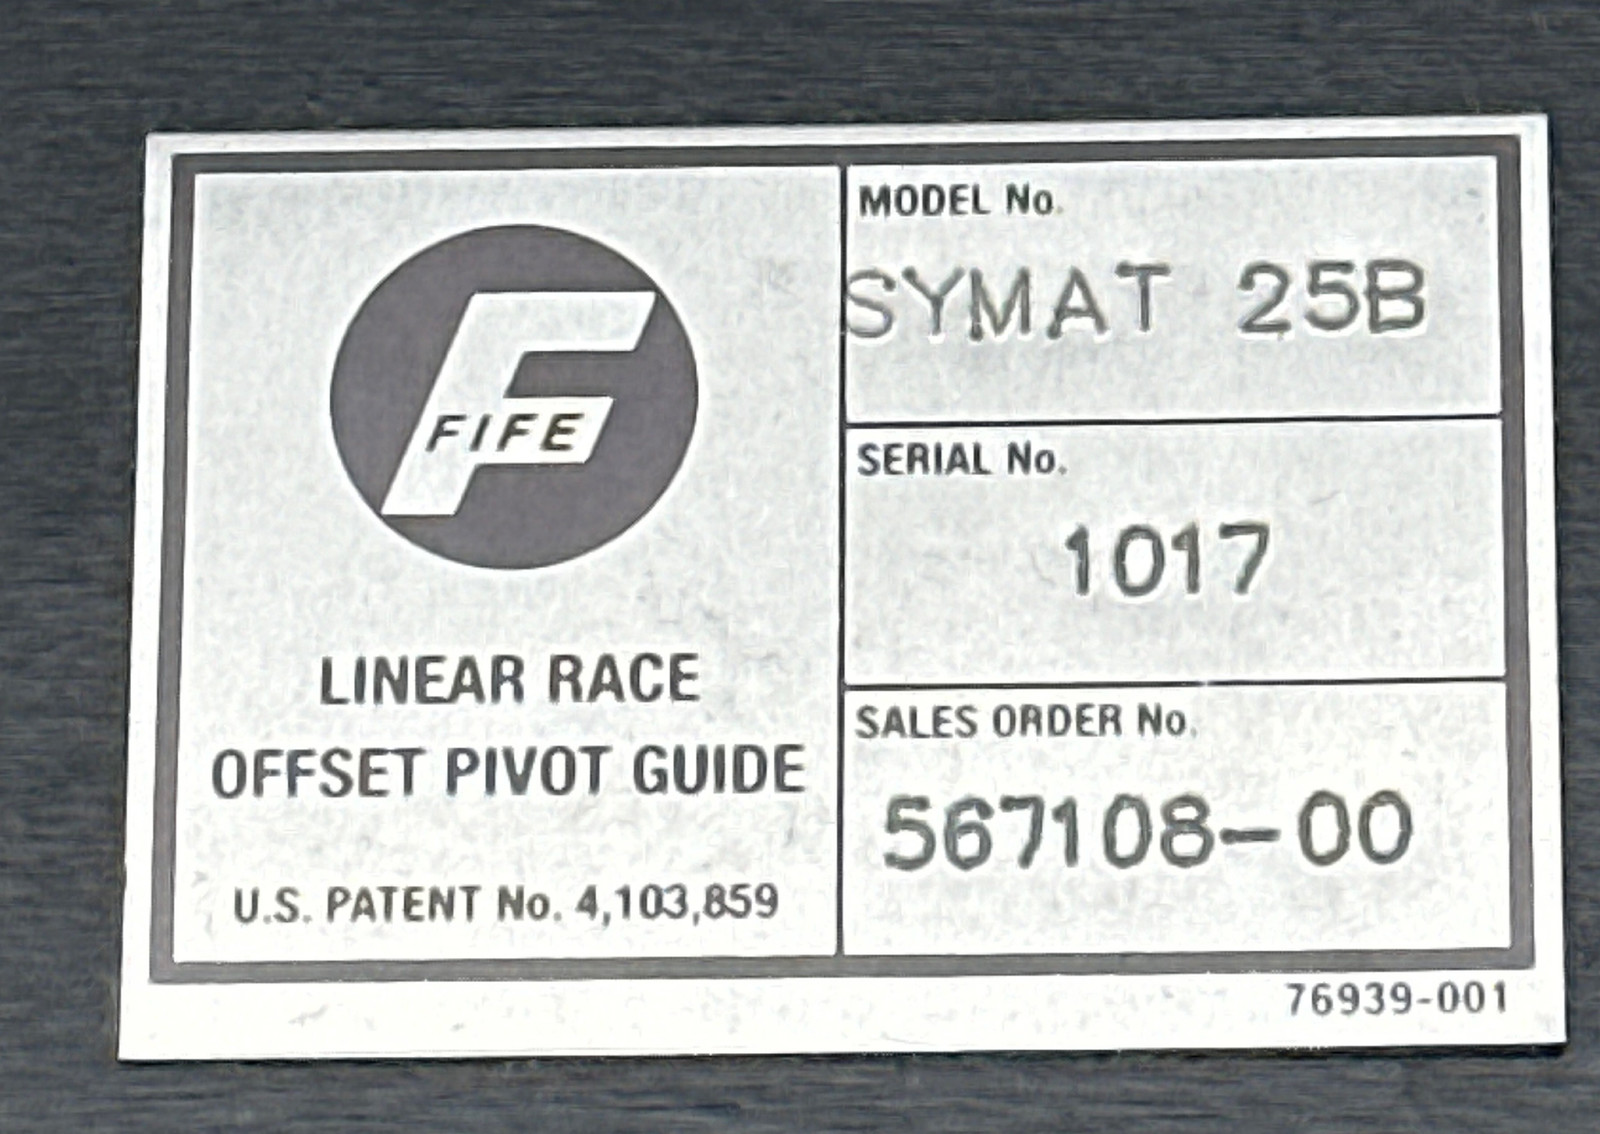 FIFE
LINEAR RACE
OFFSET PIVOT GUIDE
U.S. PATENT No. 4,103,859
MODEL No.
SYMAT 25B
SERIAL No.
1017
SALES ORDER No.
567108-00
76939-001